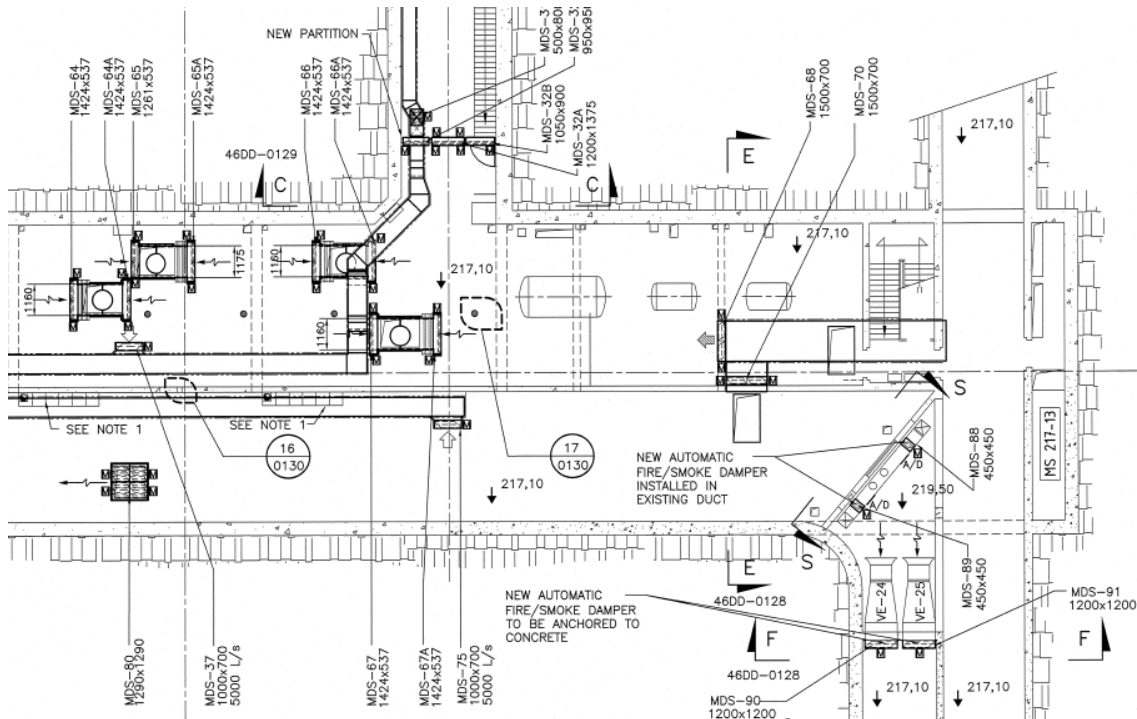 NEW PARTITION
MDS-64
1424x537
MDS-64A
1424x537
MDS-65
1261x537
MDS-65A
1424x537
MDS-66
1424x537
MDS-66A
1424x537
500x800
950x950
MDS-32B
1050x900
MDS-32A
1200x1375
MDS-68
1500x700
MDS-70
1500x700
46DD-0129
C
C
E
217,10
217,10
217,10
1175
1160
1160
1160
M
SEE NOTE 1
SEE NOTE 1
16
0130
17
0130
217,10
NEW AUTOMATIC
FIRE/SMOKE DAMPER
INSTALLED IN
EXISTING DUCT
S
S
MDS-88
450x450
A/D
A/D
219,50
MS 217-13
MDS-89
450x450
VE-24
VE-25
E
46DD-0128
NEW AUTOMATIC
FIRE/SMOKE DAMPER
TO BE ANCHORED TO
CONCRETE
F
46DD-0128
MDS-91
1200x1200
F
MDS-90
1200x1200
217,10
217,10
MDS-80
1290x1290
MDS-37
1000x700
5000 L/s
MDS-67
1424x537
MDS-67A
1424x537
MDS-75
1000x700
5000 L/s